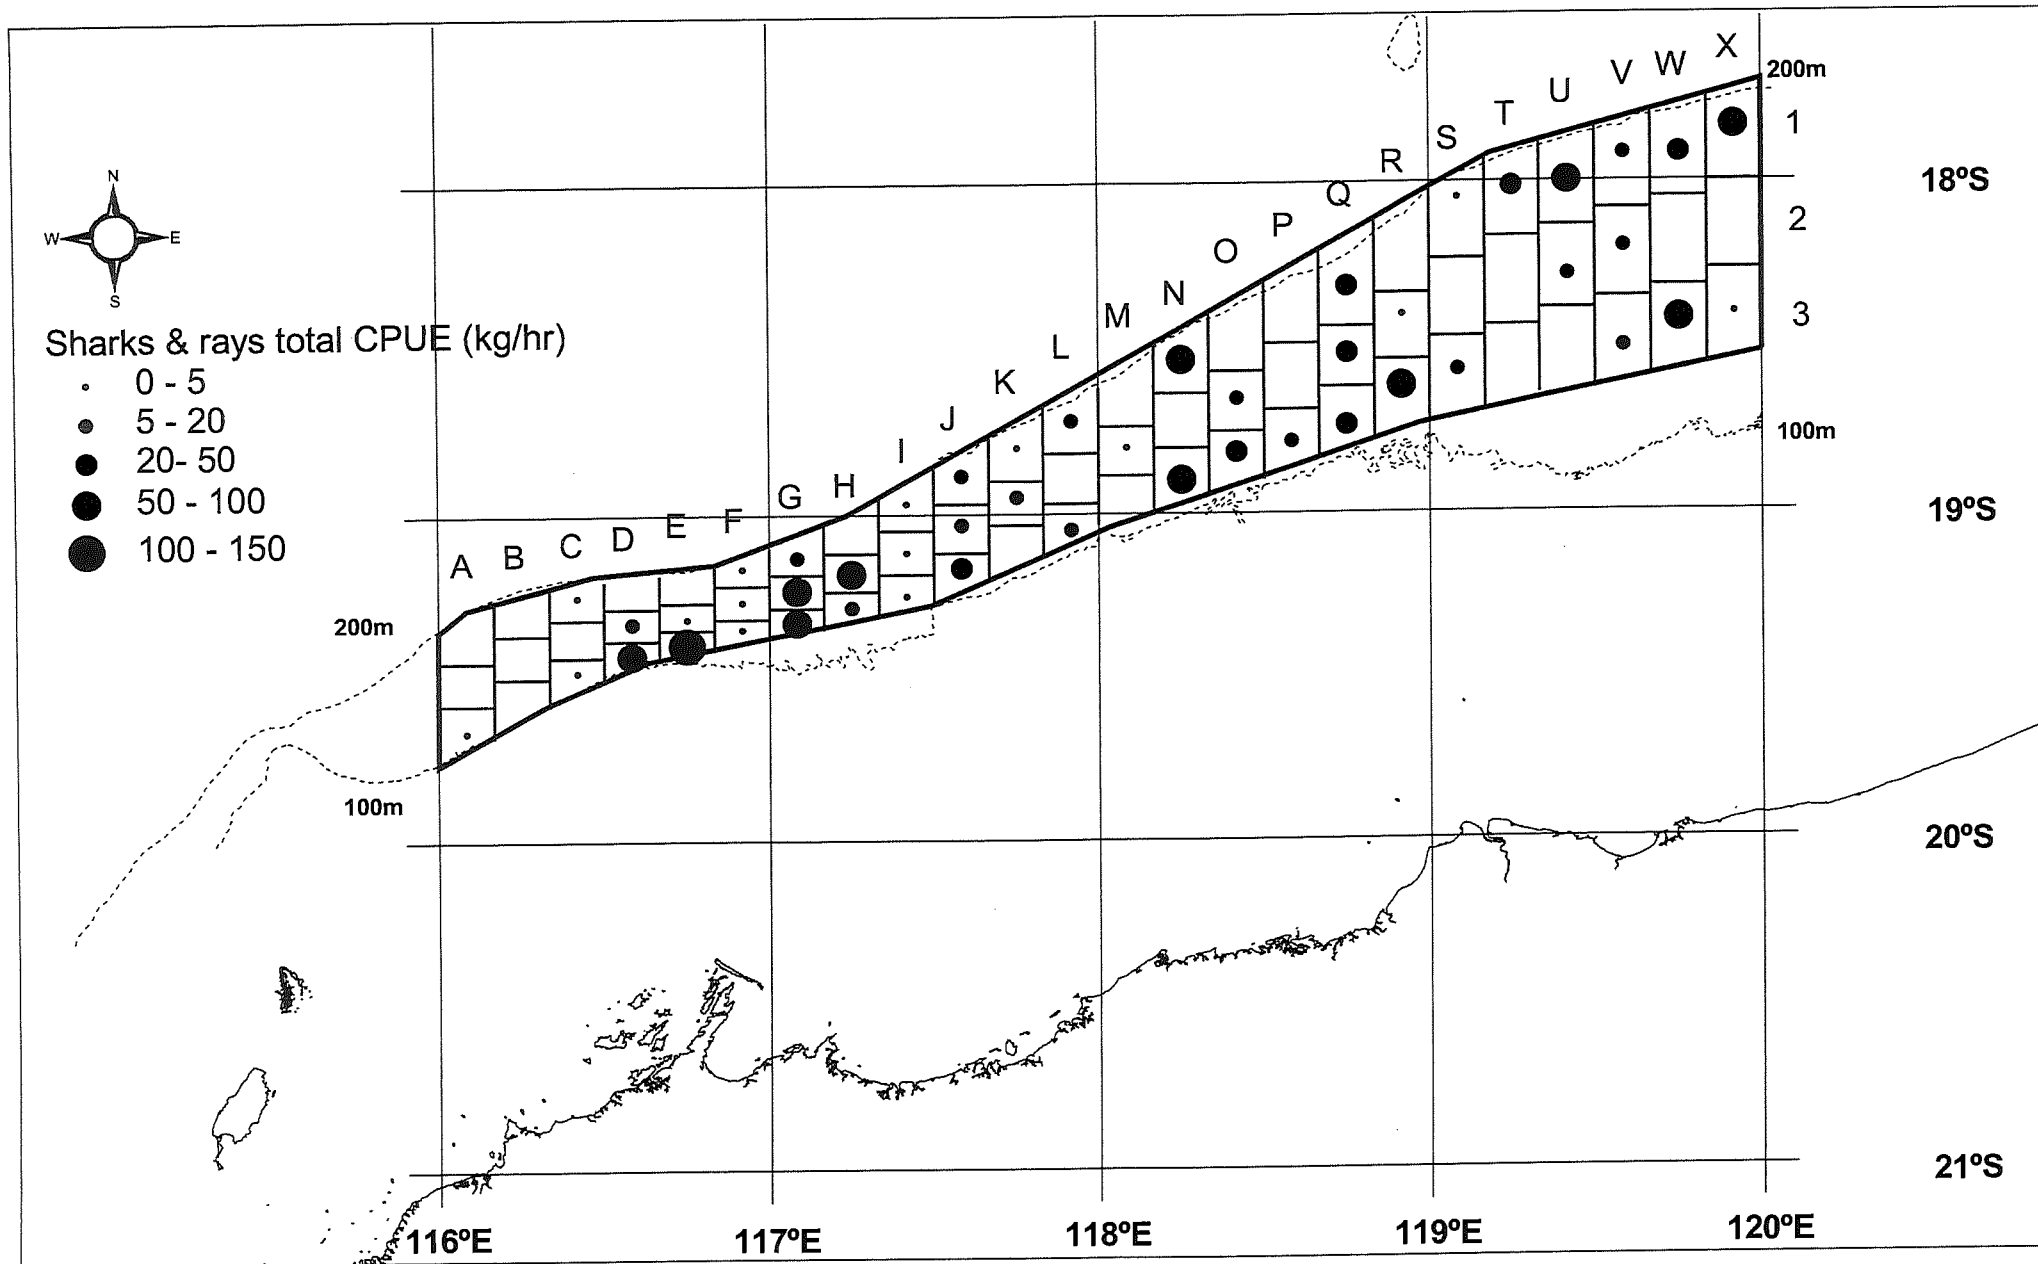 X
W
V
U
T
S
R
Q
P
O
N
M
L
K
J
I
H
G
F
E
D
C
B
A
200m
1
2
3
18ºS
N
W E
S
Sharks & rays total CPUE (kg/hr)
0 - 5
5 - 20
20- 50
50 - 100
100 - 150
100m
19ºS
200m
100m
20ºS
21ºS
116ºE 117ºE 118ºE 119ºE 120ºE